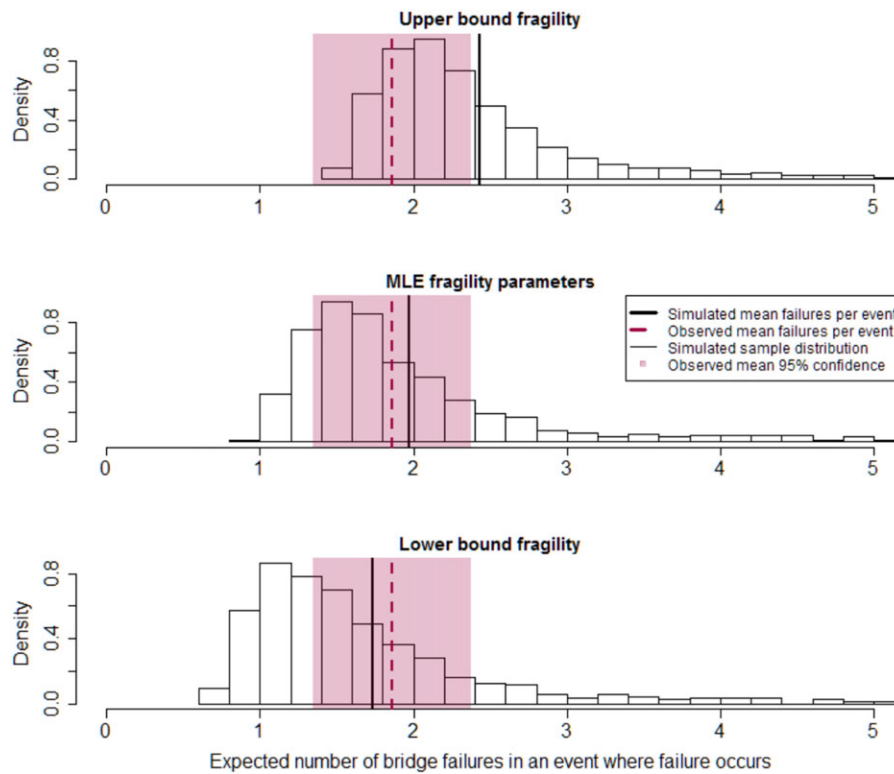 Upper bound fragility
Density
0.0 0.4 0.8
0 1 2 3 4 5
MLE fragility parameters
Density
0.0 0.4 0.8
Simulated mean failures per event
Observed mean failures per event
Simulated sample distribution
Observed mean 95% confidence
0 1 2 3 4 5
Lower bound fragility
Density
0.0 0.4 0.8
0 1 2 3 4 5
Expected number of bridge failures in an event where failure occurs